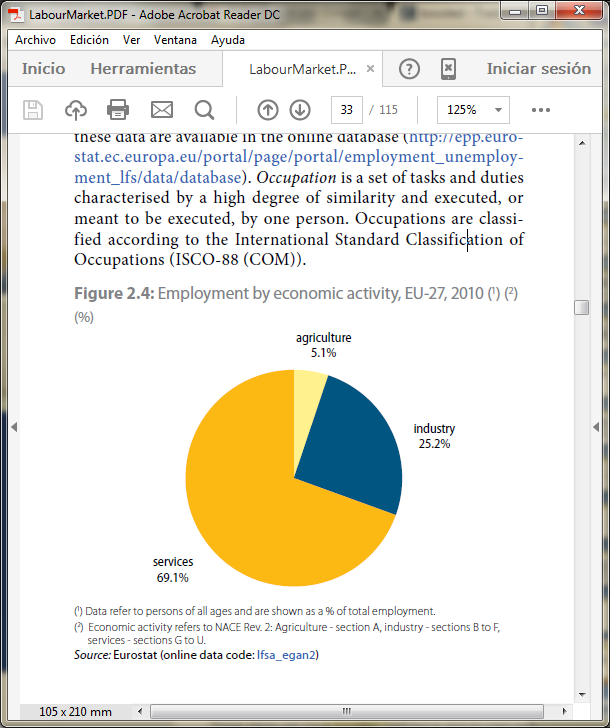 LabourMarket.PDF - Adobe Acrobat Reader DC
Archivo Edición Ver Ventana Ayuda
Inicio Herramientas LabourMarket.P... × ? Iniciar sesión
33 / 115 125%
these data are available in the online database (http://epp.euro-
stat.ec.europa.eu/portal/page/portal/employment_unemploy-
ment_lfs/data/database). Occupation is a set of tasks and duties
characterised by a high degree of similarity and executed, or
meant to be executed, by one person. Occupations are classi-
fied according to the International Standard Classification of
Occupations (ISCO-88 (COM)).
Figure 2.4: Employment by economic activity, EU-27, 2010 (¹) (²)
(%)
agriculture
5.1%
industry
25.2%
services
69.1%
(¹) Data refer to persons of all ages and are shown as a % of total employment.
(²) Economic activity refers to NACE Rev. 2: Agriculture - section A, industry - sections B to F,
services - sections G to U.
Source: Eurostat (online data code: lfsa_egan2)
105 x 210 mm